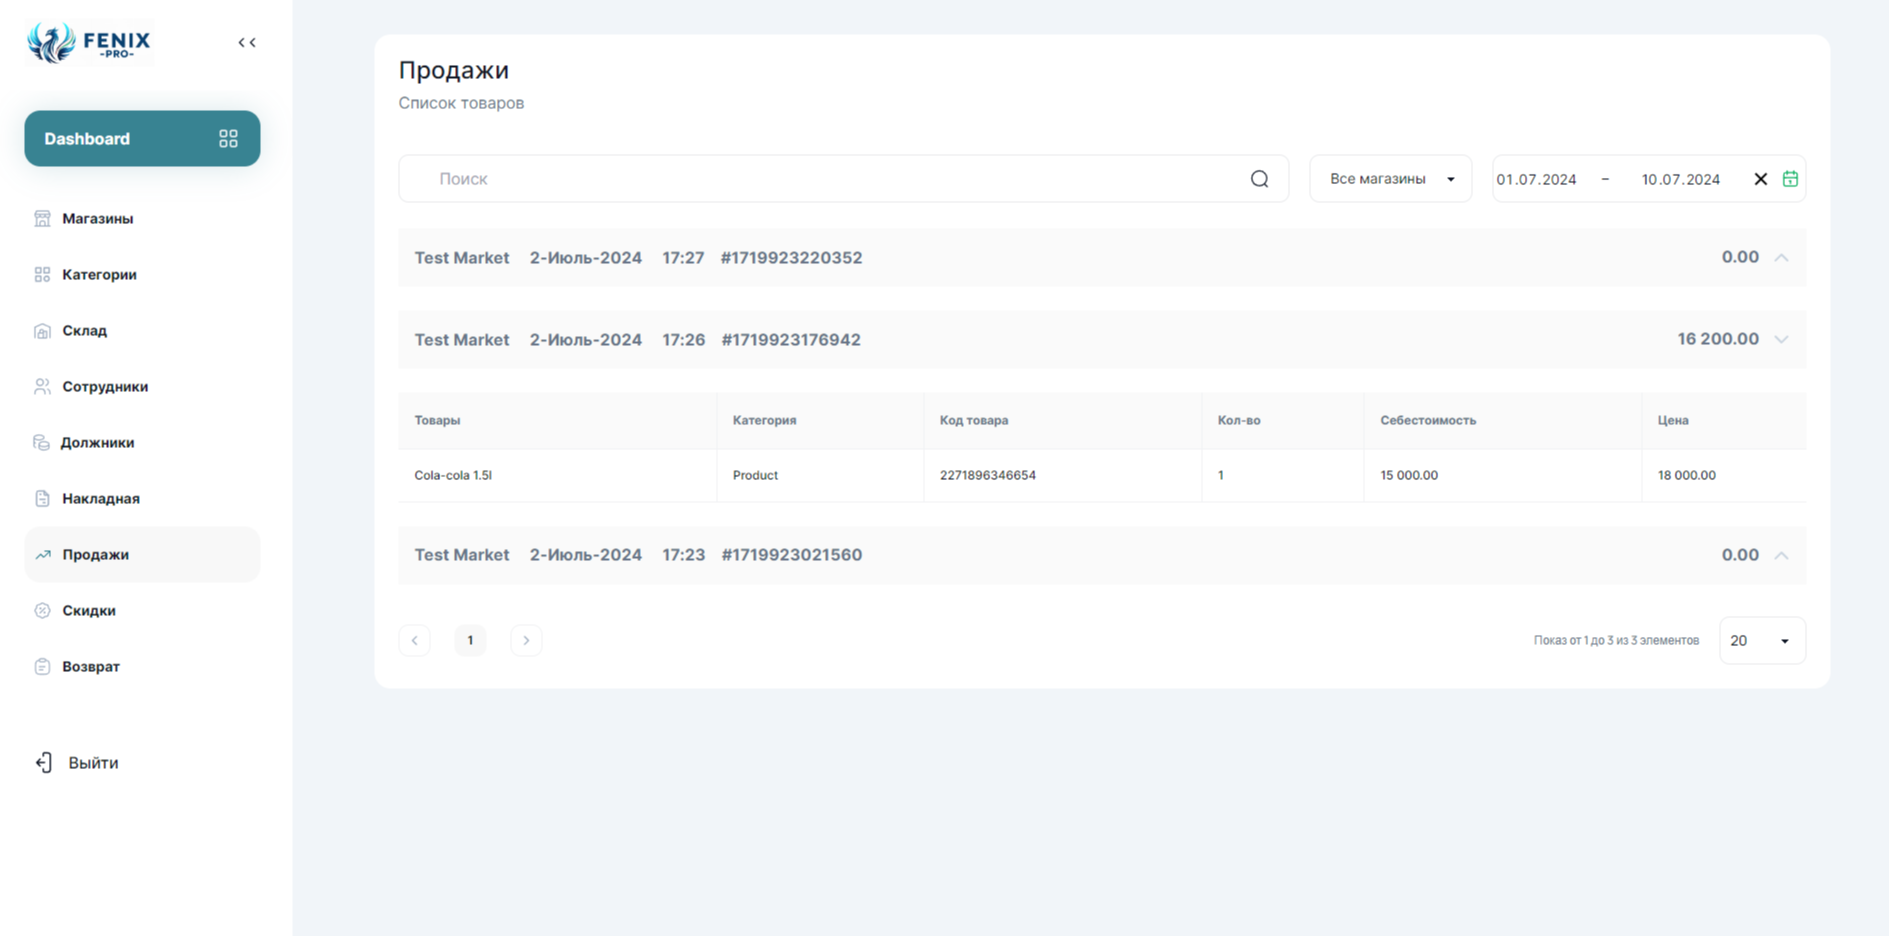 FENIX
-PRO-
Dashboard
Магазины
Категории
Склад
Сотрудники
Должники
Накладная
Продажи
Скидки
Возврат
Выйти
Продажи
Список товаров
Поиск
Все магазины
01.07.2024 – 10.07.2024
Test Market 2-Июль-2024 17:27 #1719923220352 0.00
Test Market 2-Июль-2024 17:26 #1719923176942 16 200.00
Товары Категория Код товара Кол-во Себестоимость Цена
Cola-cola 1.5l Product 2271896346654 1 15 000.00 18 000.00
Test Market 2-Июль-2024 17:23 #1719923021560 0.00
1
Показ от 1 до 3 из 3 элементов 20